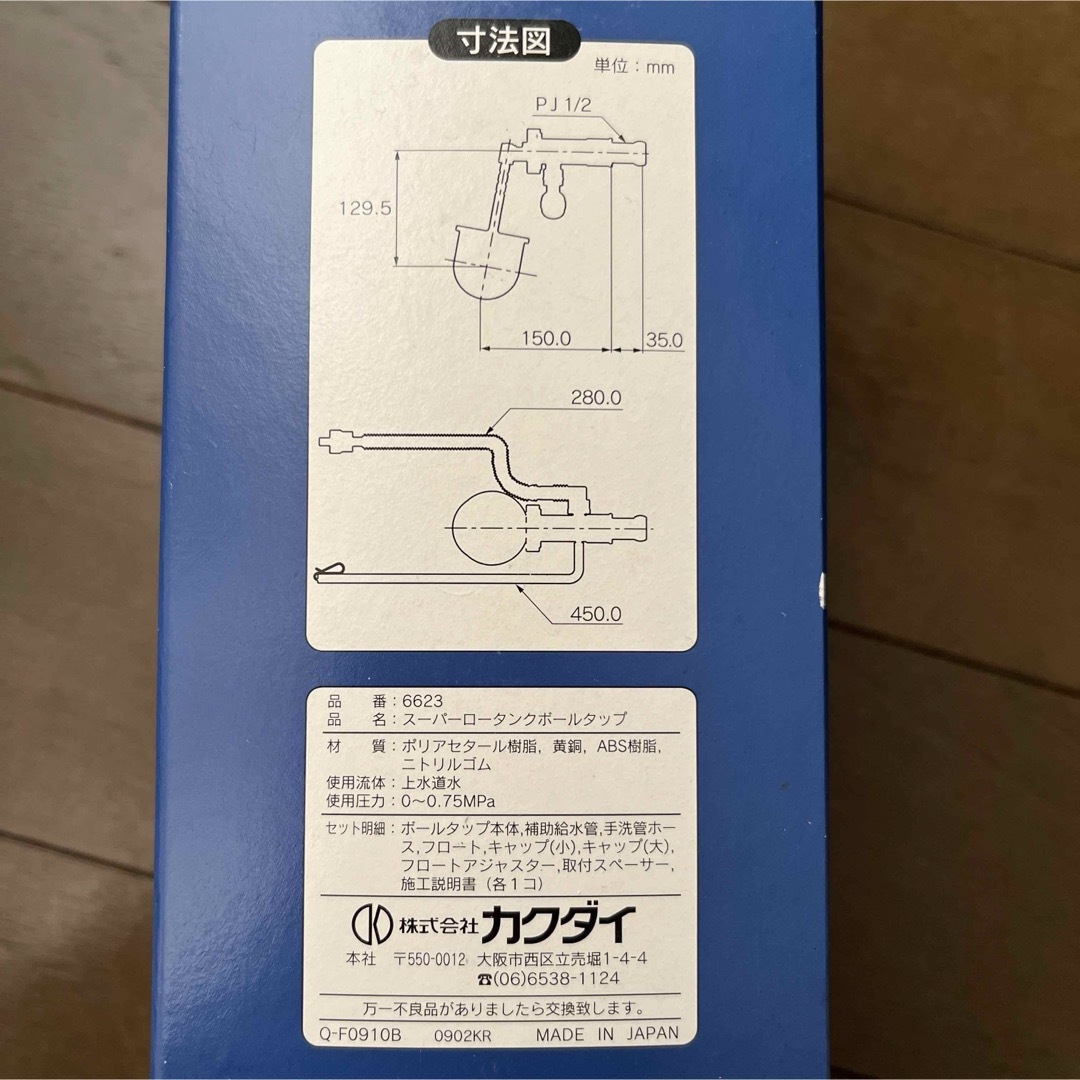 寸法図
単位：mm
PJ 1/2
129.5
150.0
35.0
280.0
450.0
品　　番：6623
品　　名：スーパーロータンクボールタップ
材　　質：ポリアセタール樹脂, 黄銅, ABS樹脂,
ニトリルゴム
使用流体：上水道水
使用圧力：0～0.75MPa
セット明細：ボールタップ本体,補助給水管,手洗管ホー
ス,フロート,キャップ(小),キャップ(大),
フロートアジャスター,取付スペーサー,
施工説明書（各１コ）
株式会社カクダイ
本社　〒550-0012　大阪市西区立売堀1-4-4
☎(06)6538-1124
万一不良品がありましたら交換致します。
Q-F0910B　0902KR　MADE IN JAPAN